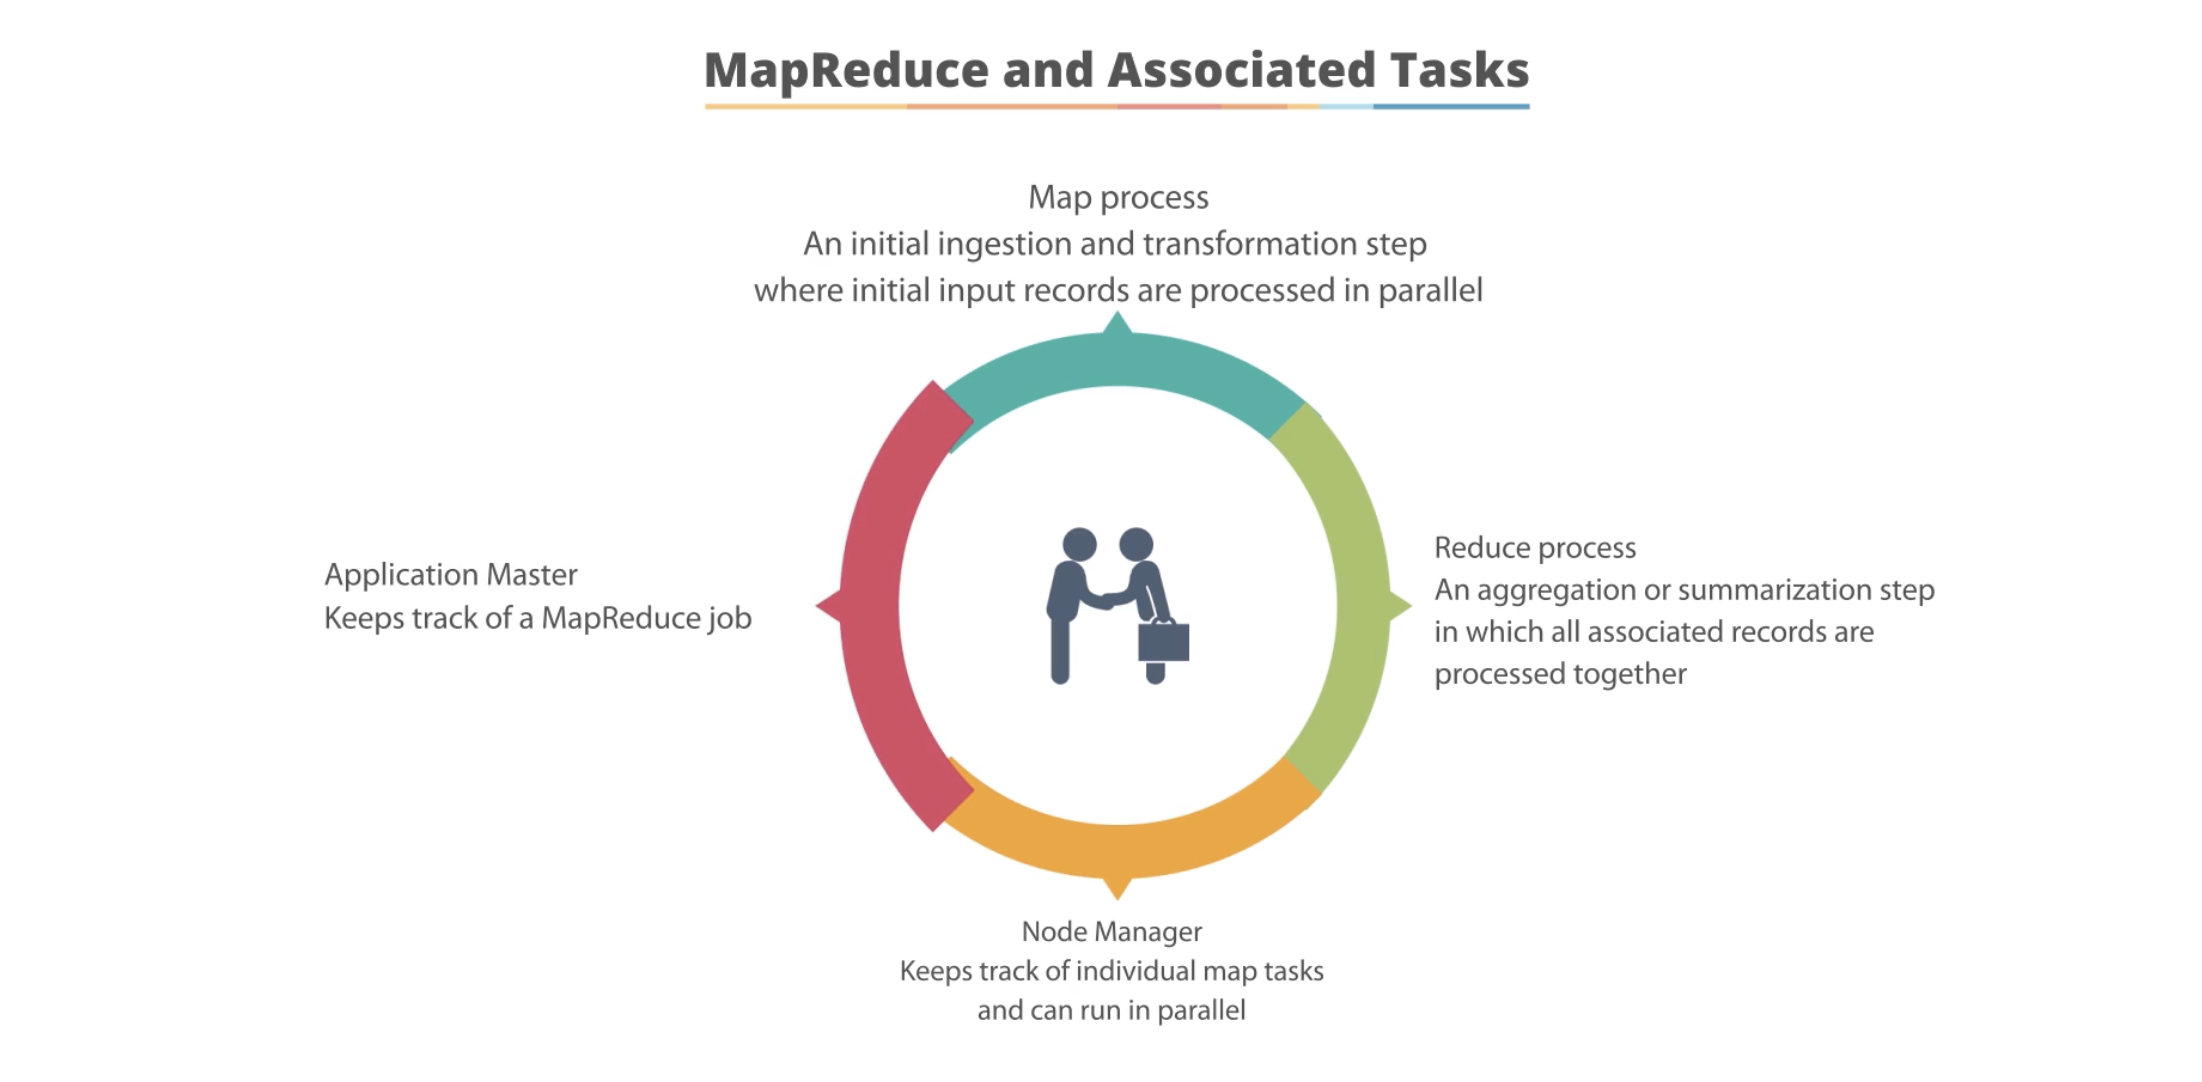 MapReduce and Associated Tasks
Map process
An initial ingestion and transformation step
where initial input records are processed in parallel
Application Master
Keeps track of a MapReduce job
Reduce process
An aggregation or summarization step
in which all associated records are
processed together
Node Manager
Keeps track of individual map tasks
and can run in parallel